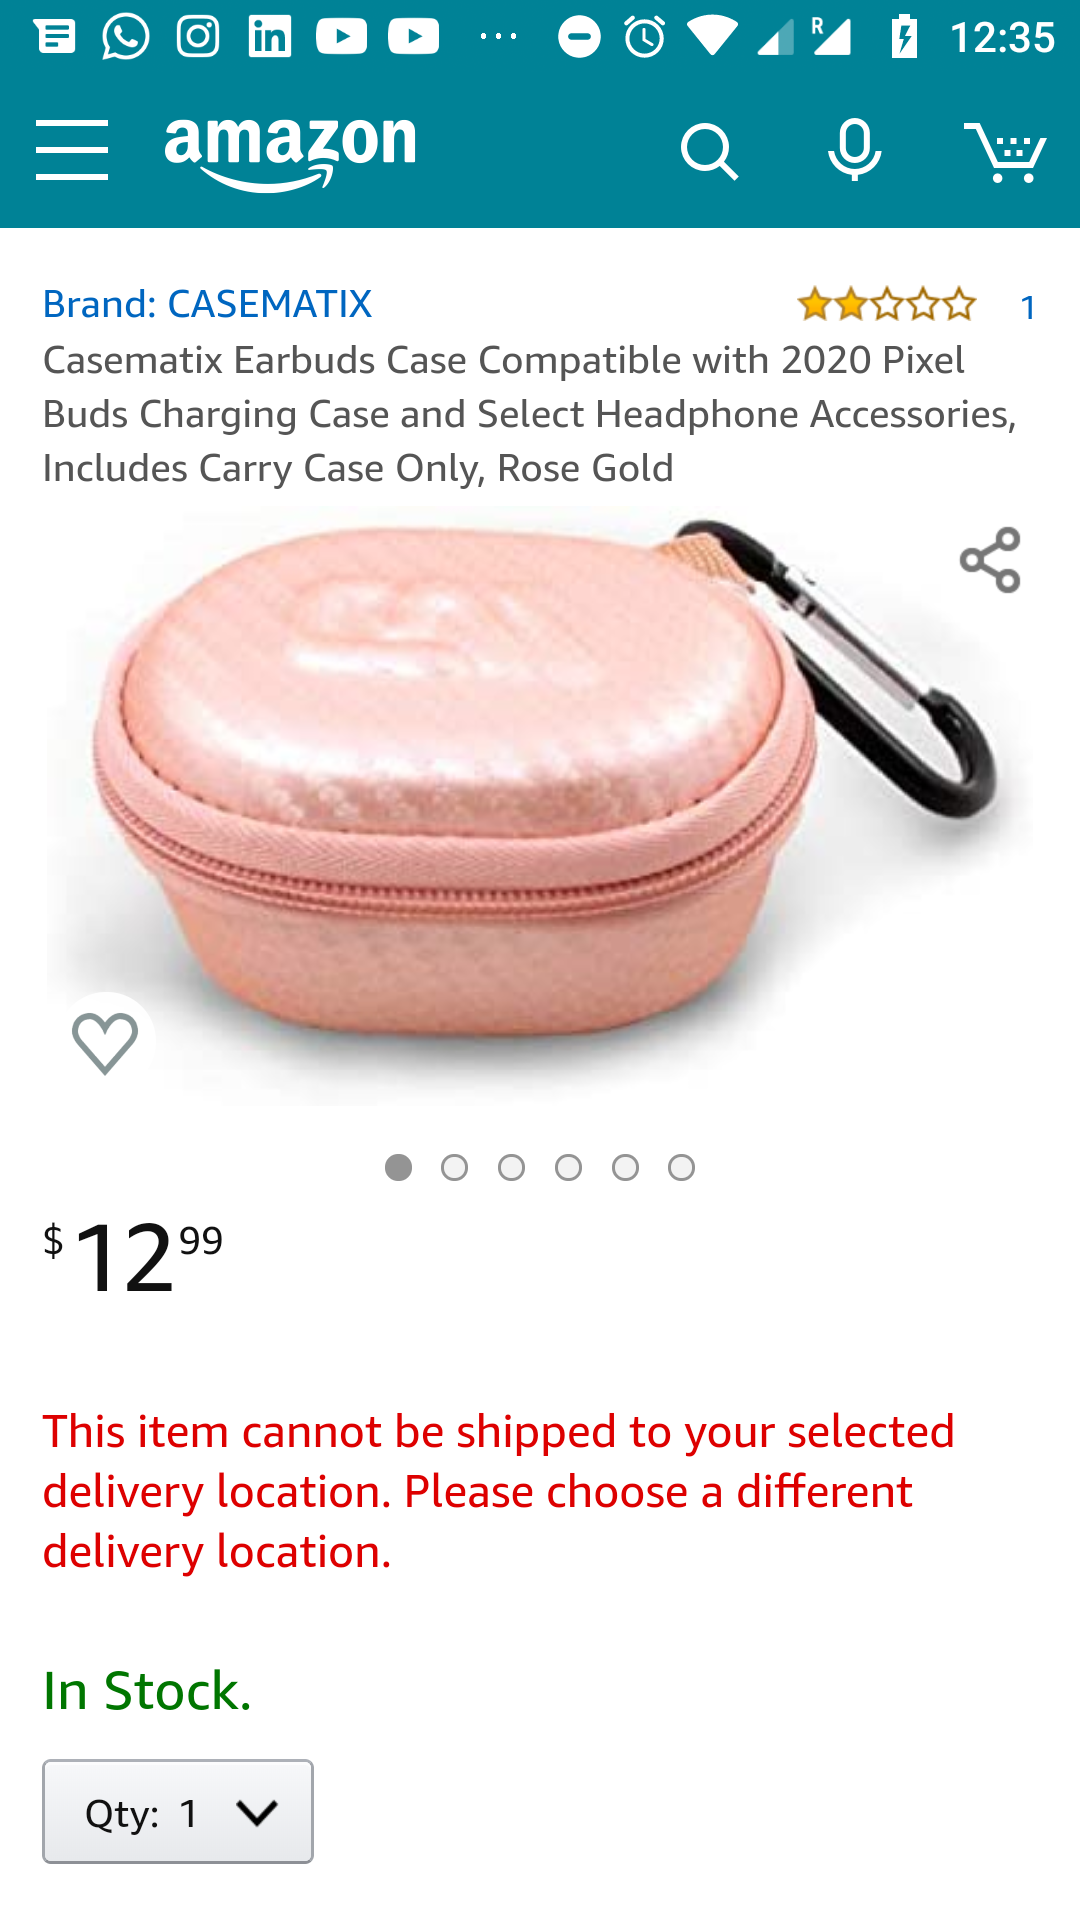 12:35
amazon
Brand: CASEMATIX
1
Casematix Earbuds Case Compatible with 2020 Pixel
Buds Charging Case and Select Headphone Accessories,
Includes Carry Case Only, Rose Gold
$12 99
This item cannot be shipped to your selected
delivery location. Please choose a different
delivery location.
In Stock.
Qty: 1